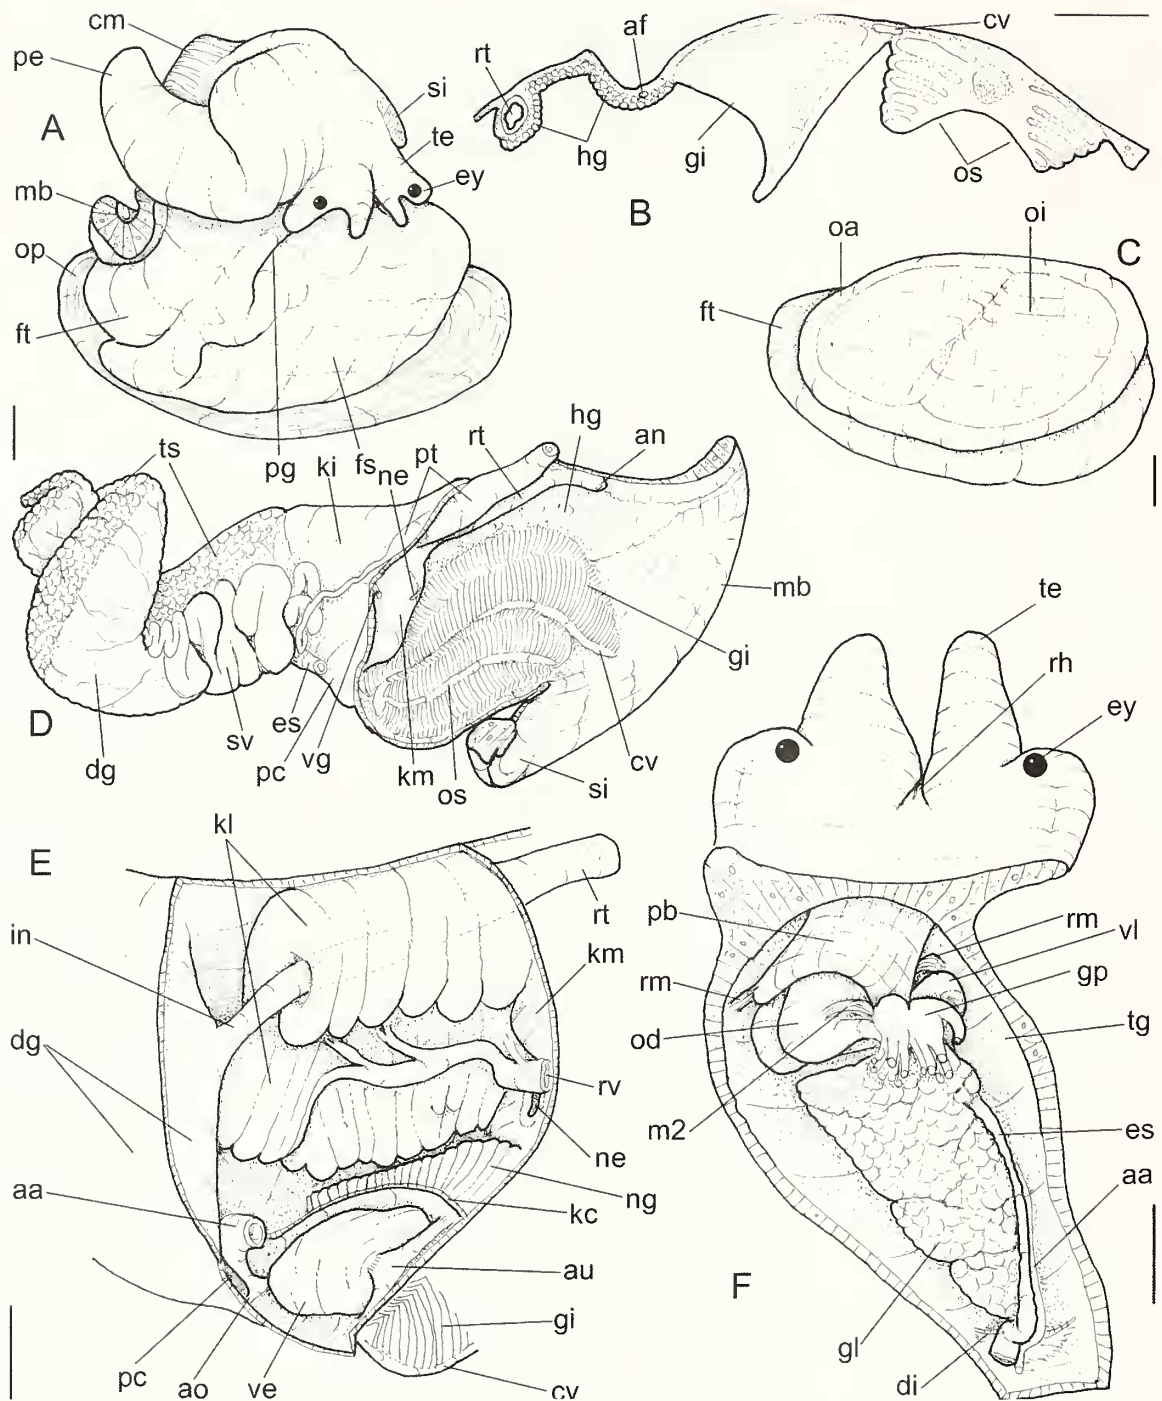 cm
pe
A
si
te
ey
mb
op
ft
pg
fs
rt
af
cv
hg
gi
os
B
oa
oi
C
ft
ts
ki
ne
pt
rt
hg
an
mb
gi
cv
si
os
km
vg
pc
es
sv
dg
D
E
kl
in
dg
aa
pc
ao
ve
rt
km
rv
ne
ng
kc
au
gi
cv
te
rh
ey
pb
rm
rm
vl
gp
od
tg
m2
es
aa
gl
di
F